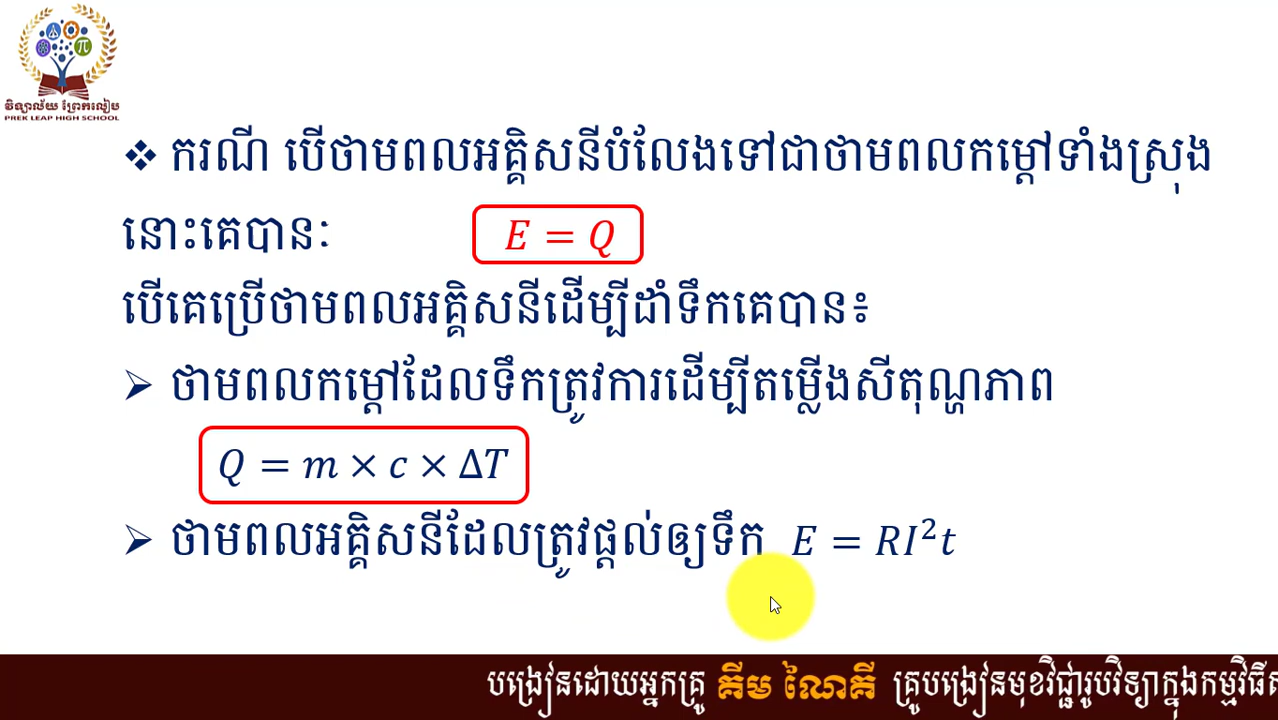 វិទ្យាល័យ ព្រែកលៀប
PREK LEAP HIGH SCHOOL
❖ ករណី បើថាមពលអគ្គិសនីបំលែងទៅជាថាមពលកម្ដៅទាំងស្រុង
នោះគេបានៈ E = Q
បើគេប្រើថាមពលអគ្គិសនីដើម្បីដាំទឹកគេបាន៖
➢ ថាមពលកម្ដៅដែលទឹកត្រូវការដើម្បីតម្លើងសីតុណ្ហភាព
Q = m × c × ΔT
➢ ថាមពលអគ្គិសនីដែលត្រូវផ្ដល់ឲ្យទឹក E = RI²t
បង្រៀនដោយអ្នកគ្រូ គីម ណៃគី គ្រូបង្រៀនមុខវិជ្ជារូបវិទ្យាក្នុងកម្មវិធី